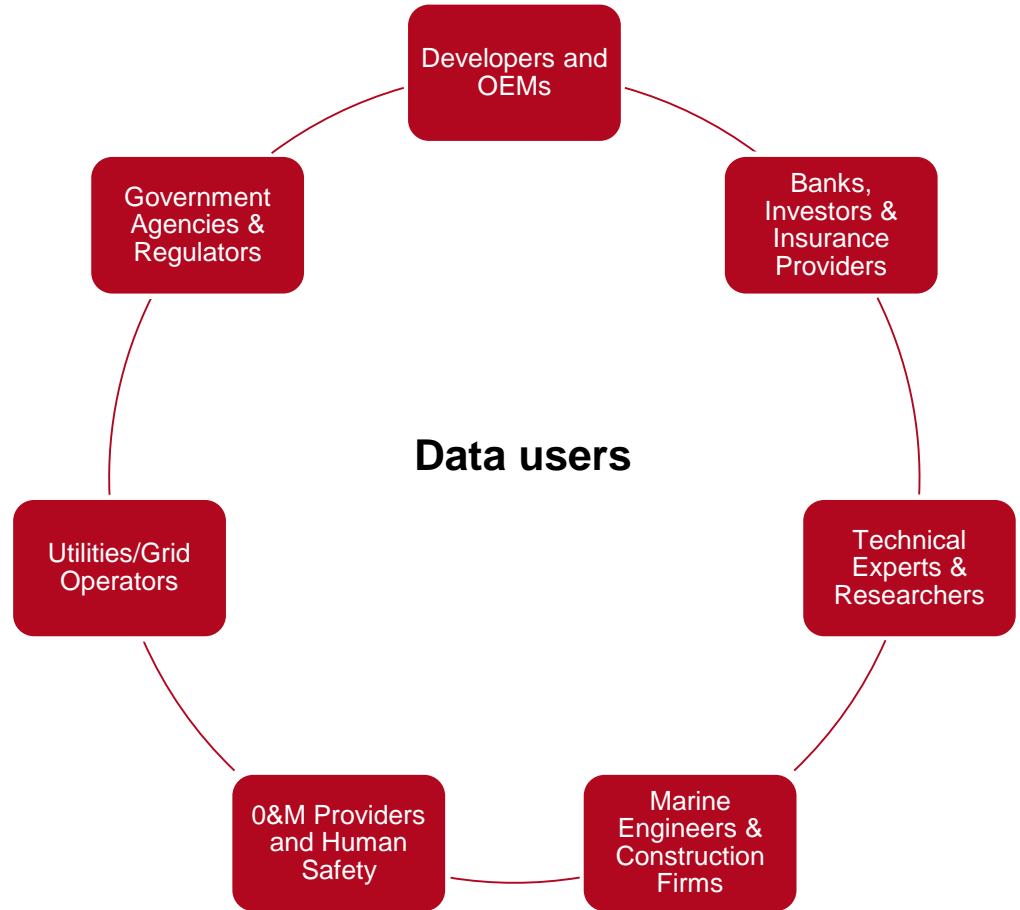 Developers and
OEMs
Banks,
Investors &
Insurance
Providers
Technical
Experts &
Researchers
Marine
Engineers &
Construction
Firms
0&M Providers
and Human
Safety
Utilities/Grid
Operators
Government
Agencies &
Regulators
Data users